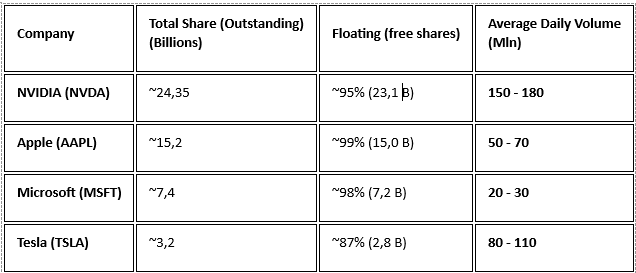 Company
Total Share (Outstanding)
(Billions)
Floating (free shares)
Average Daily Volume
(Mln)
NVIDIA (NVDA)
~24,35
~95% (23,1 B)
150 - 180
Apple (AAPL)
~15,2
~99% (15,0 B)
50 - 70
Microsoft (MSFT)
~7,4
~98% (7,2 B)
20 - 30
Tesla (TSLA)
~3,2
~87% (2,8 B)
80 - 110